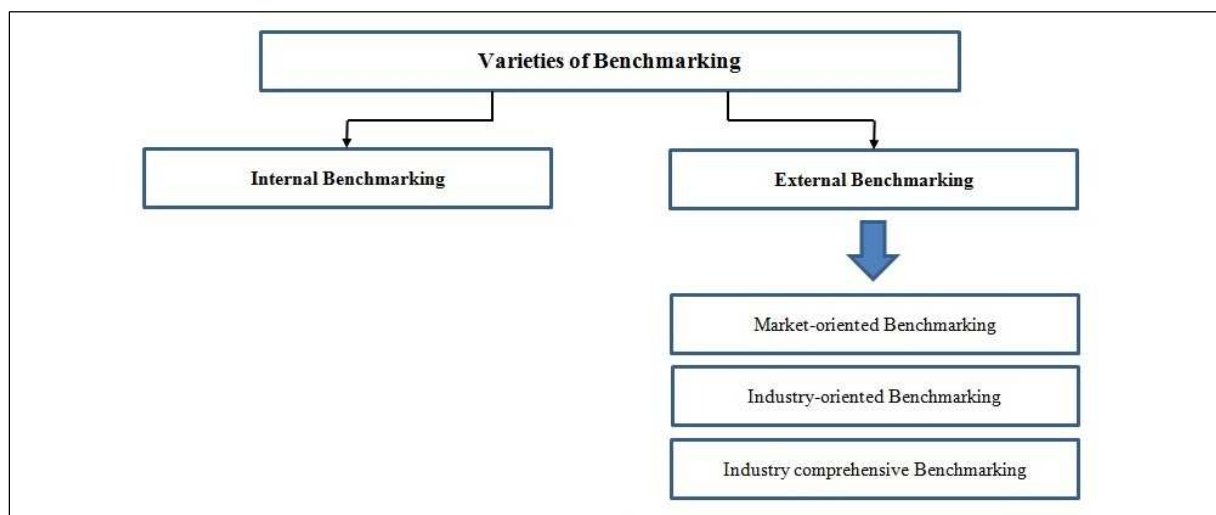 Varieties of Benchmarking
Internal Benchmarking
External Benchmarking
Market-oriented Benchmarking
Industry-oriented Benchmarking
Industry comprehensive Benchmarking